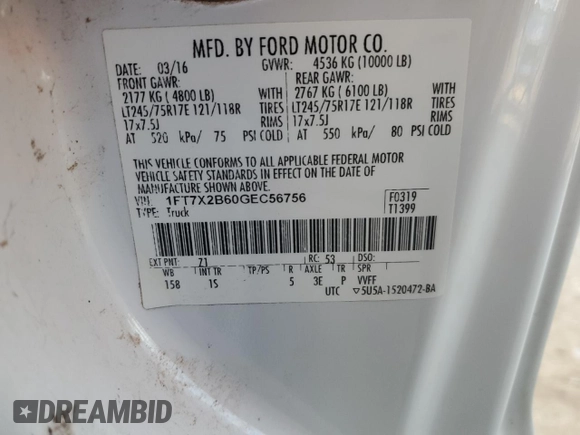 MFD. BY FORD MOTOR CO.
DATE: 03/16 GVWR: 4536 KG (10000 LB)
FRONT GAWR: REAR GAWR:
2177 KG ( 4800 LB) WITH 2767 KG ( 6100 LB) WITH
LT245/75R17E 121/118R TIRES LT245/75R17E 121/118R TIRES
17x7.5J RIMS 17x7.5J RIMS
AT 520 kPa/ 75 PSI COLD AT 550 kPa/ 80 PSI COLD
THIS VEHICLE CONFORMS TO ALL APPLICABLE FEDERAL MOTOR
VEHICLE SAFETY STANDARDS IN EFFECT ON THE DATE OF
MANUFACTURE SHOWN ABOVE.
VIN: 1FT7X2B60GEC56756 F0319
TYPE: Truck T1399
EXT PNT: Z1 RC: 53 DSO:
WB INT TR TP/PS R AXLE TR SPR
158 1S 5 3E P VVFF
UTC ▽5U5A-1520472-BA
DREAMBID